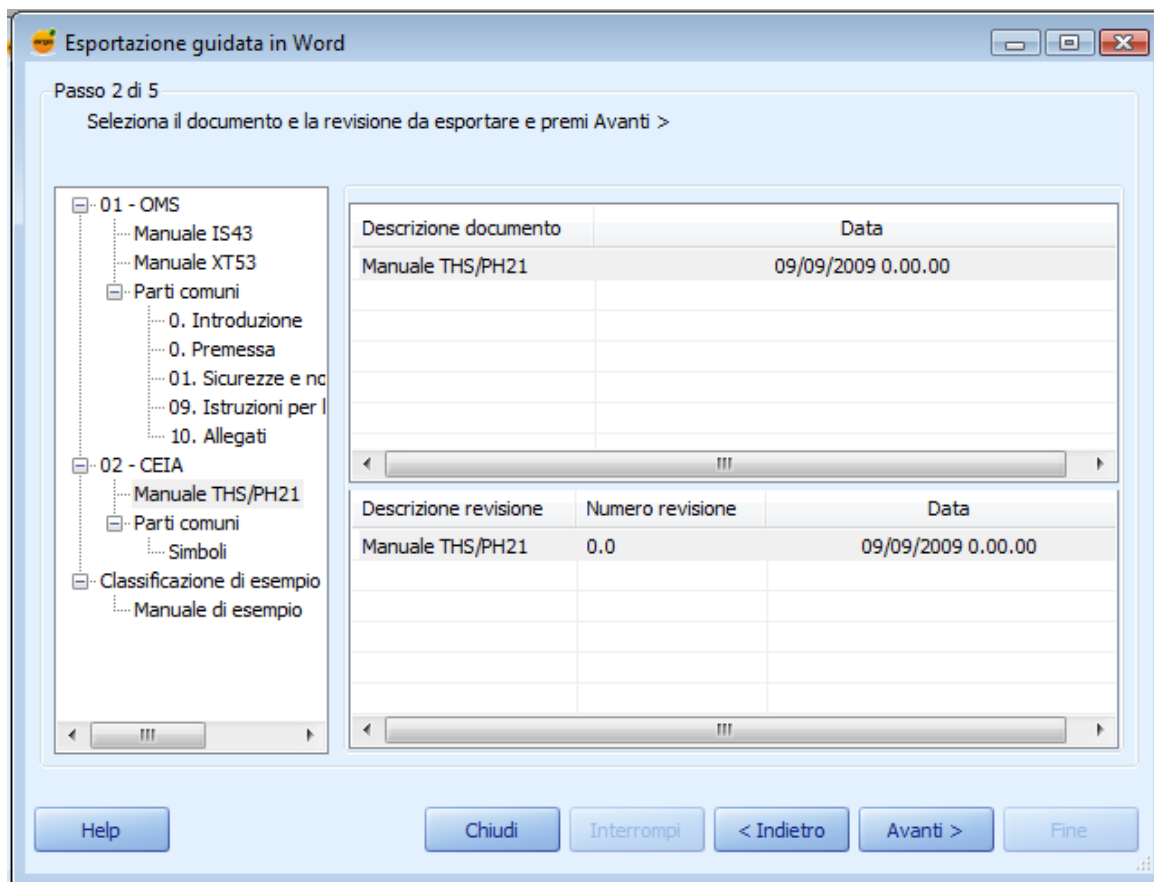 Esportazione guidata in Word
Passo 2 di 5
Seleziona il documento e la revisione da esportare e premi Avanti >
01 - OMS
Manuale IS43
Manuale XT53
Parti comuni
0. Introduzione
0. Premessa
01. Sicurezze e no
09. Istruzioni per l
10. Allegati
02 - CEIA
Manuale THS/PH21
Parti comuni
Simboli
Classificazione di esempio
Manuale di esempio
Descrizione documento Data
Manuale THS/PH21 09/09/2009 0.00.00
Descrizione revisione Numero revisione Data
Manuale THS/PH21 0.0 09/09/2009 0.00.00
Help Chiudi Interrompi < Indietro Avanti > Fine